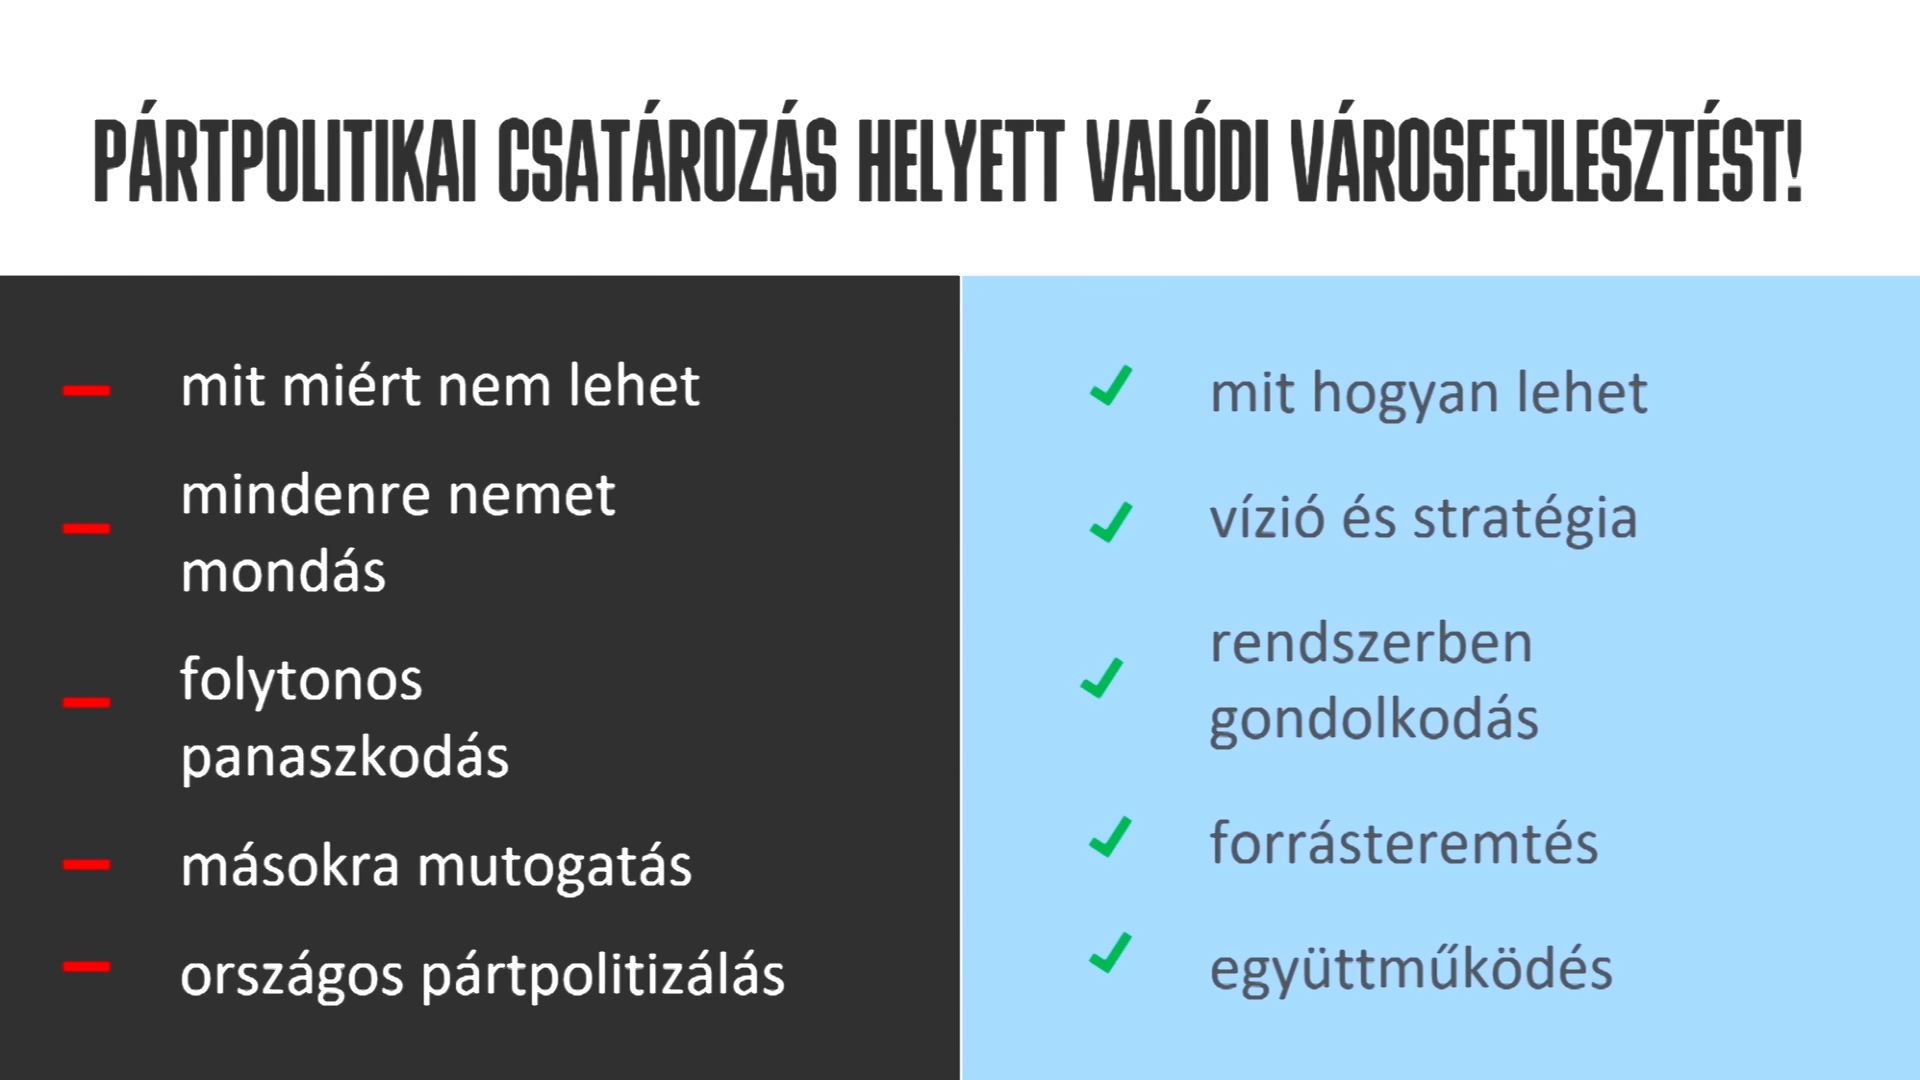 PÁRTPOLITIKAI CSATÁROZÁS HELYETT VALÓDI VÁROSFEJLESZTÉST!
mit miért nem lehet
mindenre nemet
mondás
folytonos
panaszkodás
másokra mutogatás
országos pártpolitizálás
mit hogyan lehet
vízió és stratégia
rendszerben
gondolkodás
forrásteremtés
együttműködés